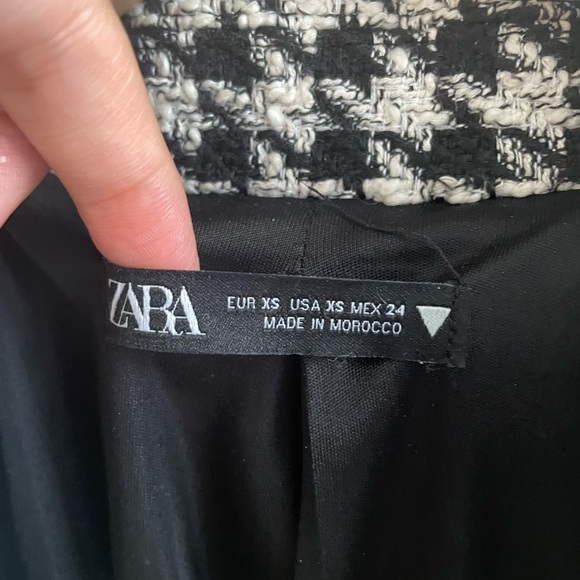 ZARA
EUR XS USA XS MEX 24
MADE IN MOROCCO